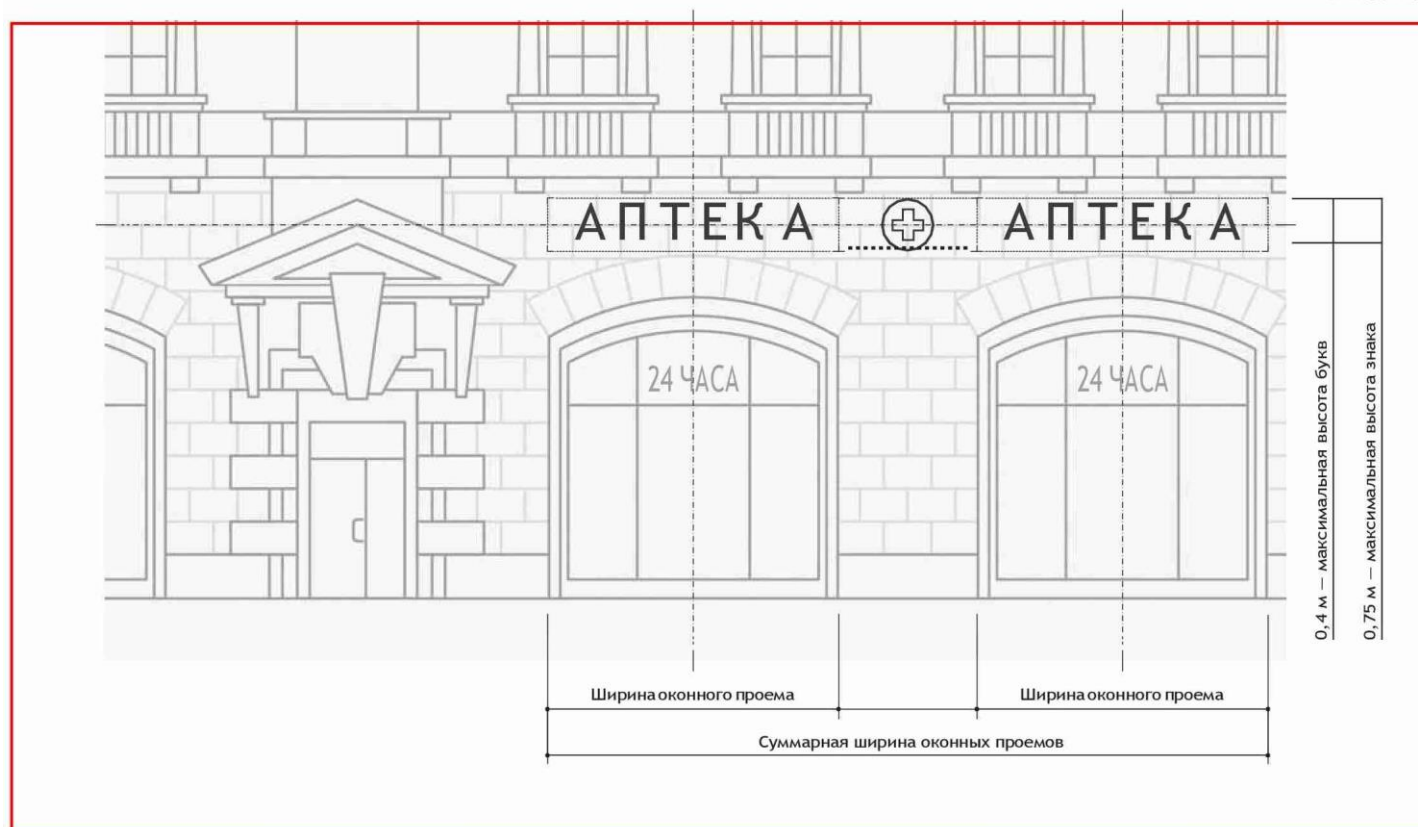 АПТЕКА АПТЕКА
24 ЧАСА 24 ЧАСА
0,4 м — максимальная высота букв
0,75 м — максимальная высота знака
Ширина оконного проема Ширина оконного проема
Суммарная ширина оконных проемов